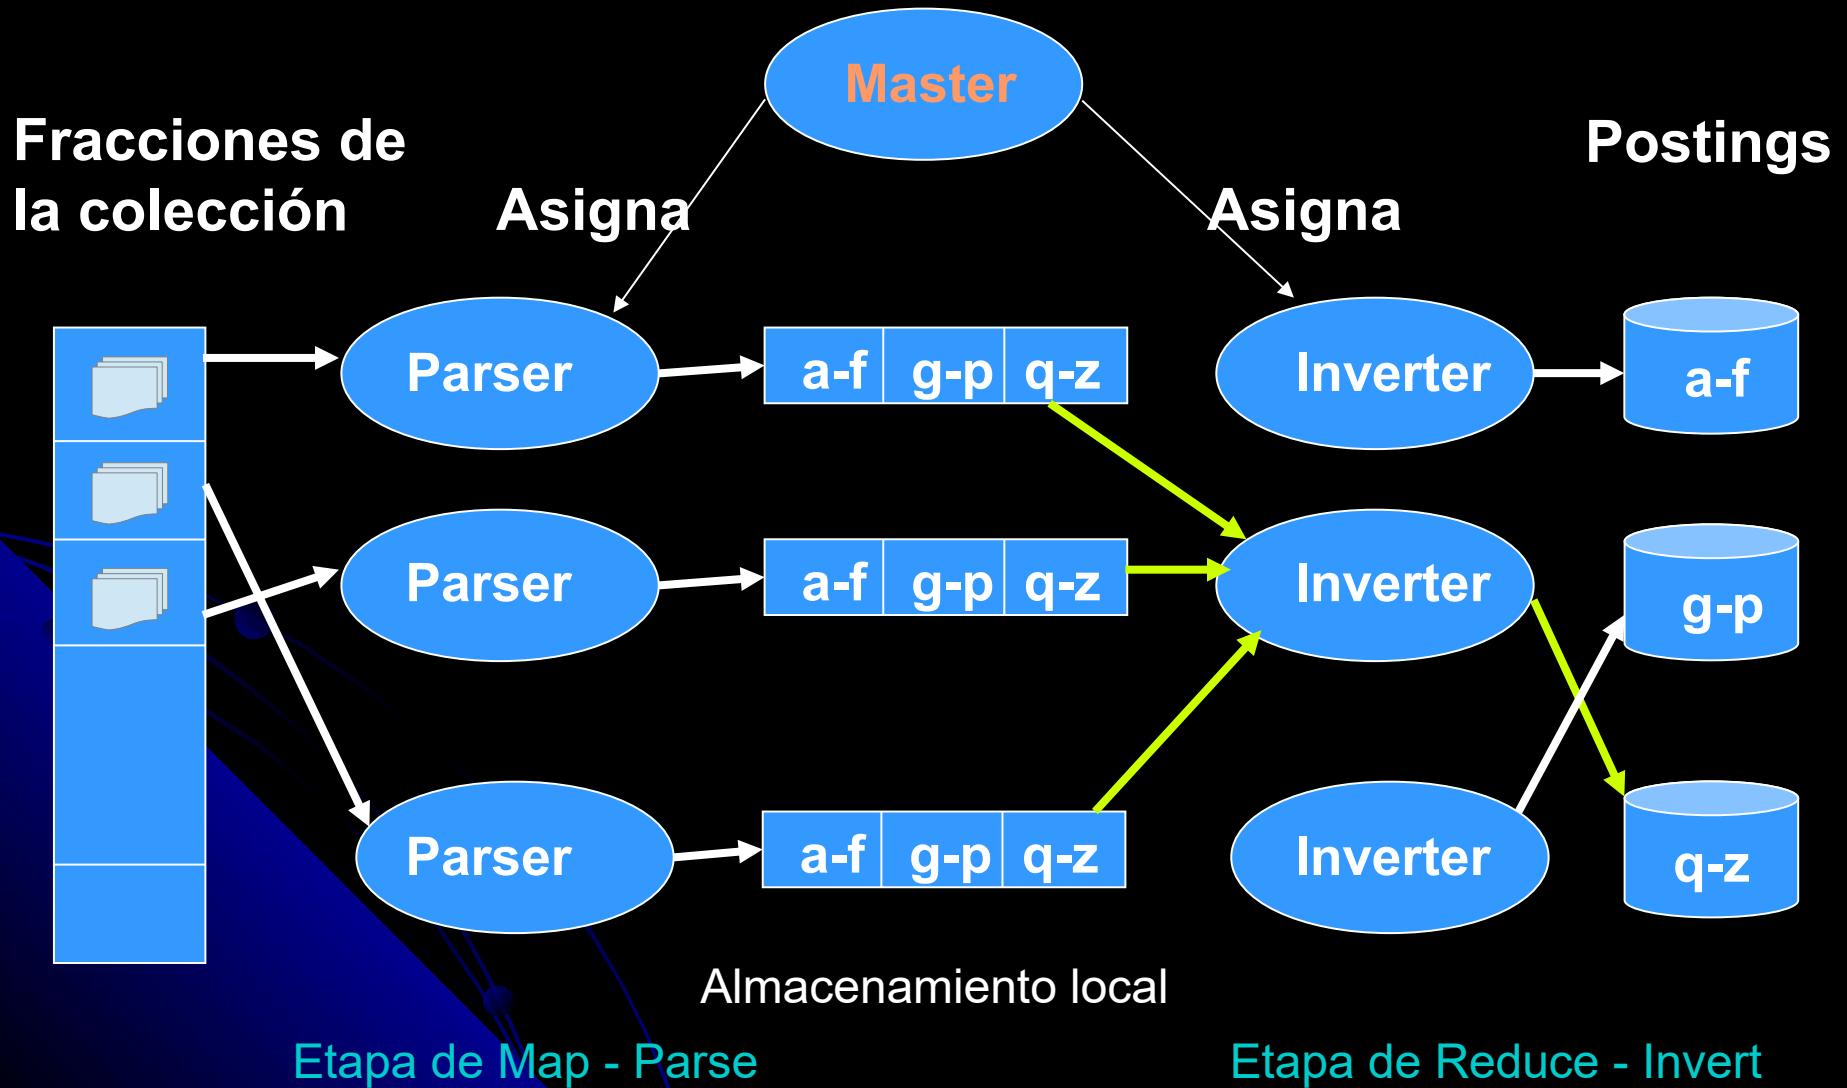 Master
Fracciones de
la colección
Asigna
Asigna
Postings
Parser
a-f g-p q-z
Inverter
a-f
Parser
a-f g-p q-z
Inverter
g-p
Parser
a-f g-p q-z
Inverter
q-z
Almacenamiento local
Etapa de Map - Parse
Etapa de Reduce - Invert